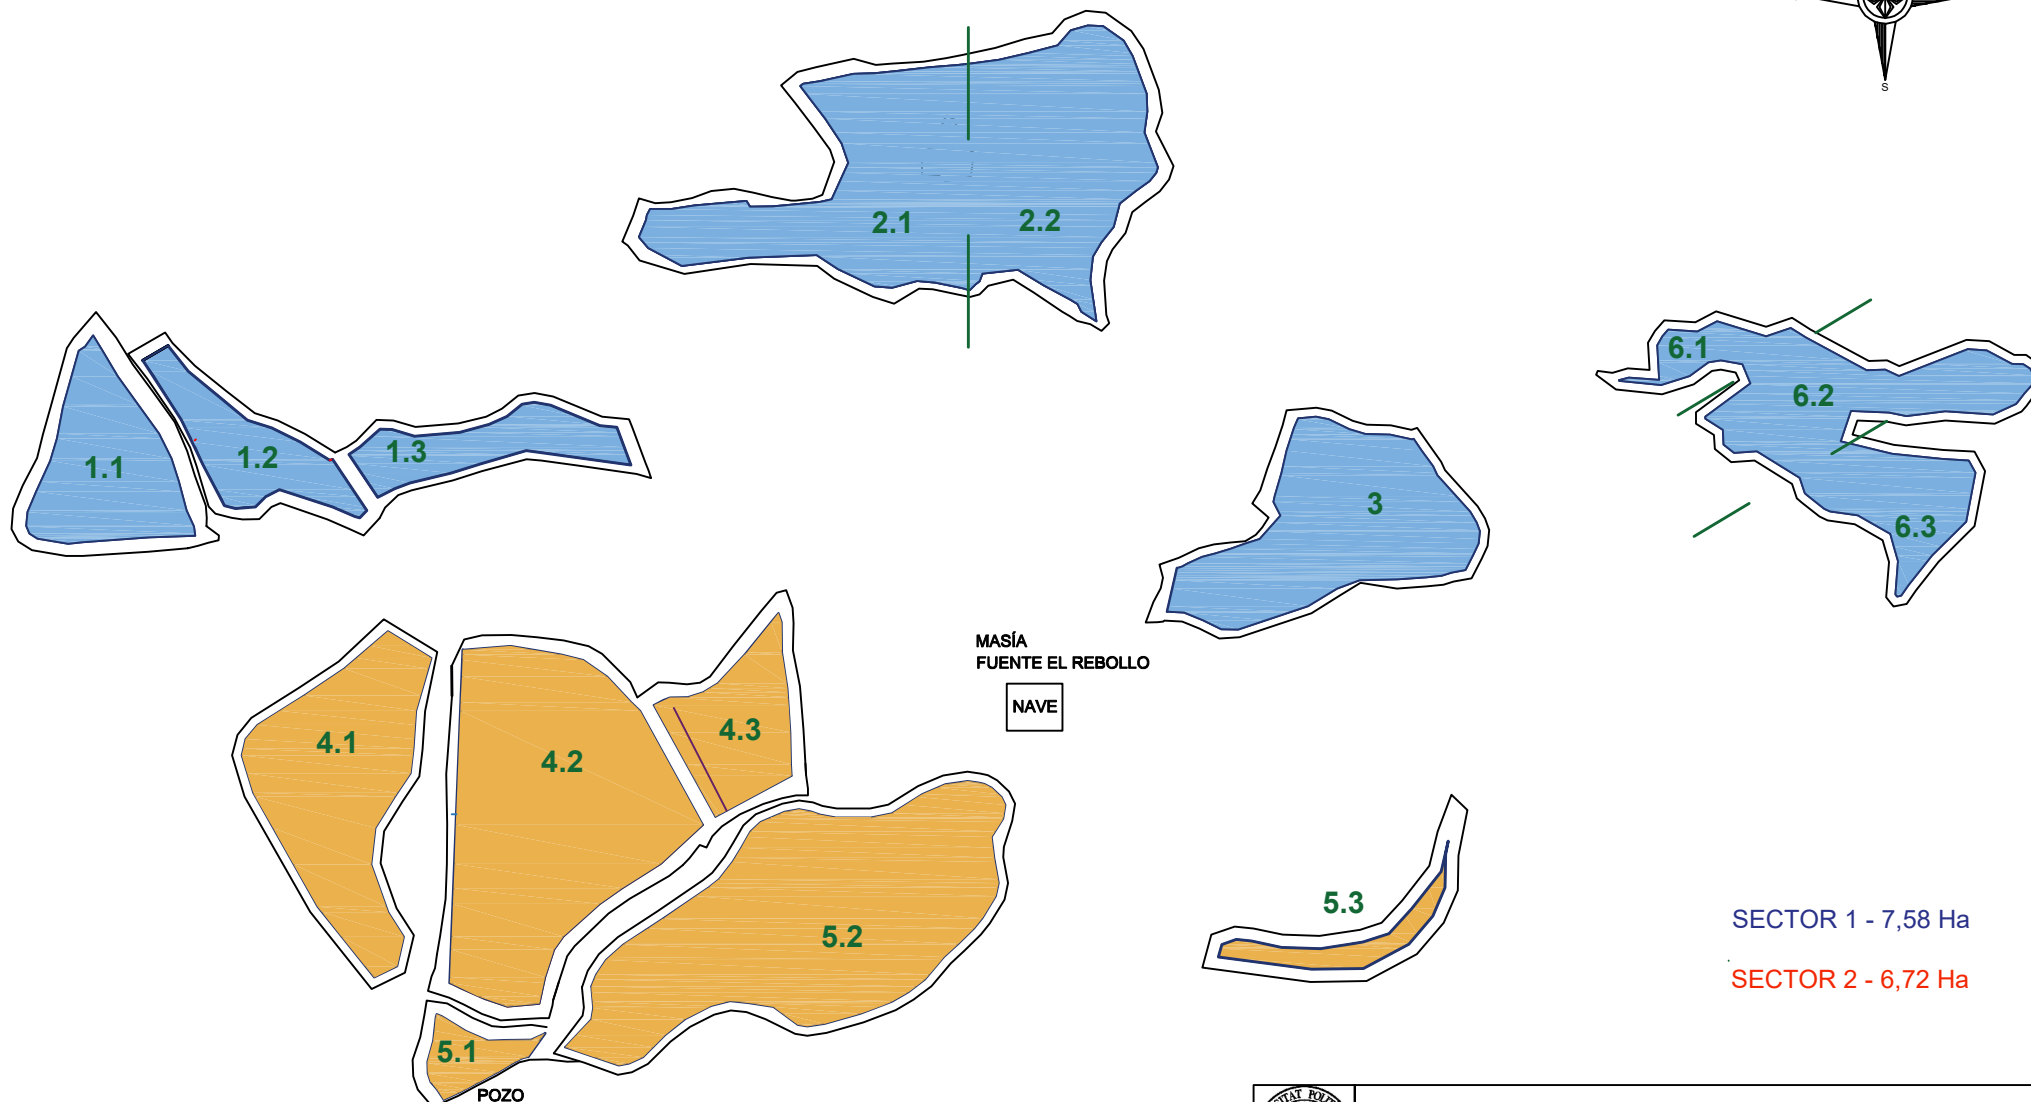 S
2.1
2.2
6.1
6.2
1.1
1.2
1.3
3
6.3
MASÍA
FUENTE EL REBOLLO
NAVE
4.1
4.2
4.3
5.3
5.2
SECTOR 1 - 7,58 Ha
SECTOR 2 - 6,72 Ha
5.1
POZO